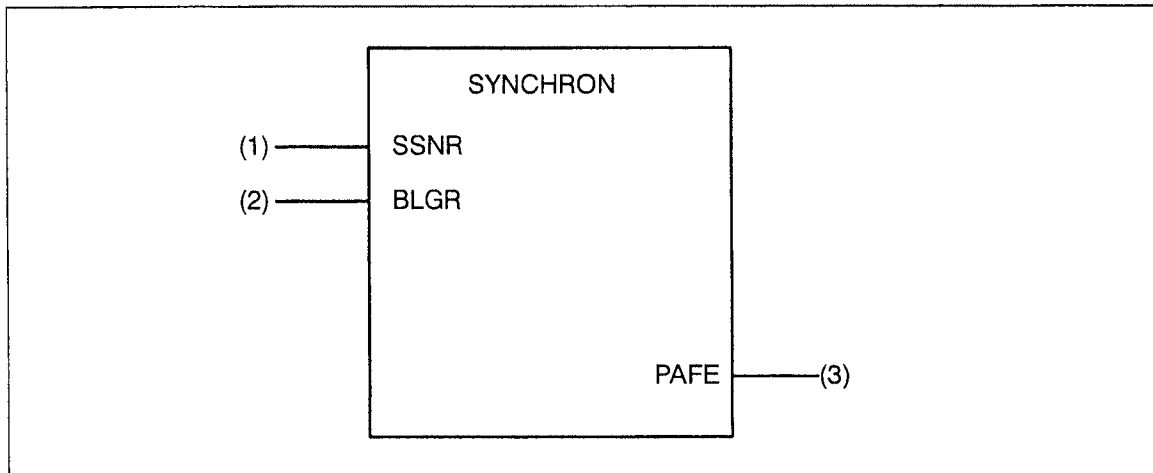 SYNCHRON
(1) SSNR
(2) BLGR
PAFE (3)